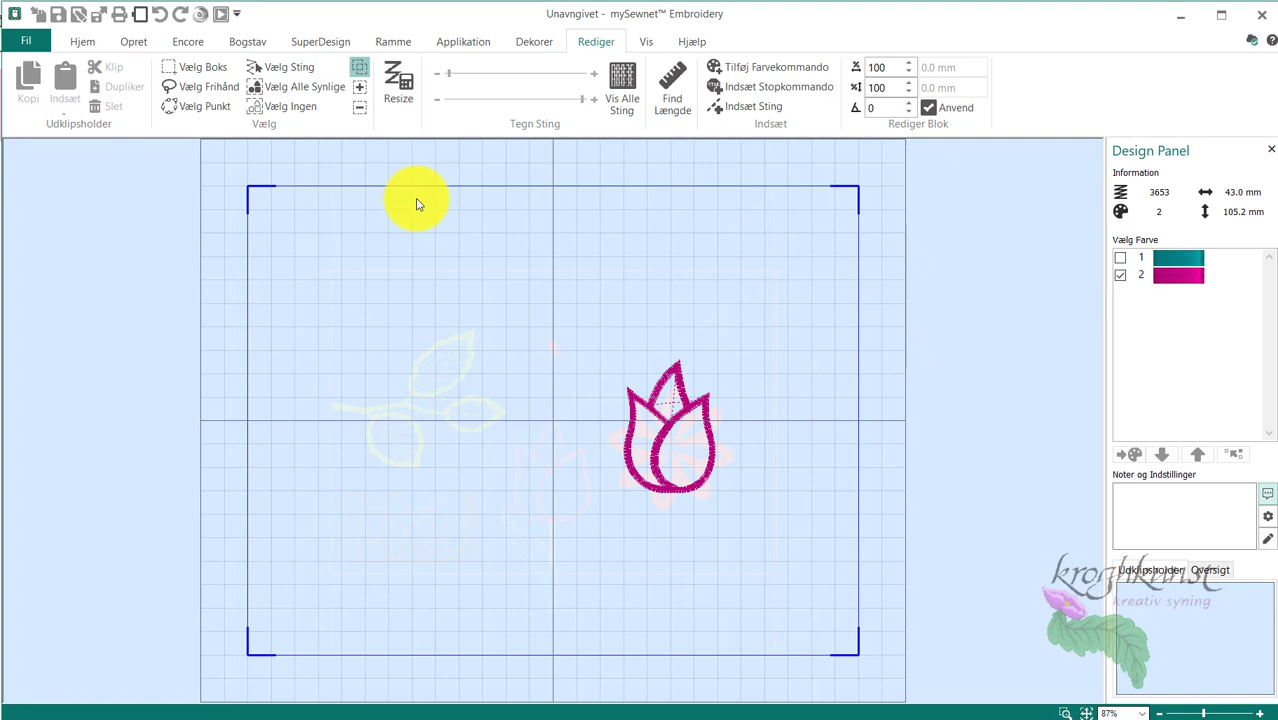 Unavngivet - mySewnet™ Embroidery
Fil
Hjem
Opret
Encore
Bogstav
SuperDesign
Ramme
Applikation
Dekorer
Rediger
Vis
Hjælp
Kopi
Indsæt
Klip
Dupliker
Slet
Udklipsholder
Vælg Boks
Vælg frihånd
Vælg Punkt
Vælg Sting
Vælg Alle Synlige
Vælg Ingen
Vælg
Resize
Vis Alle
Sting
Tegn Sting
Find
Længde
Tilføj Farvekommando
Indsæt Stopkommando
Indsæt Sting
Indsæt
100
0.0 mm
100
0.0 mm
0
Anvend
Rediger Blok
Design Panel
Information
3653
43.0 mm
2
105.2 mm
Vælg Farve
1
2
Noter og Indstillinger
Udklipsholder
Oversigt
kroghkunst
kreativ syning
87%